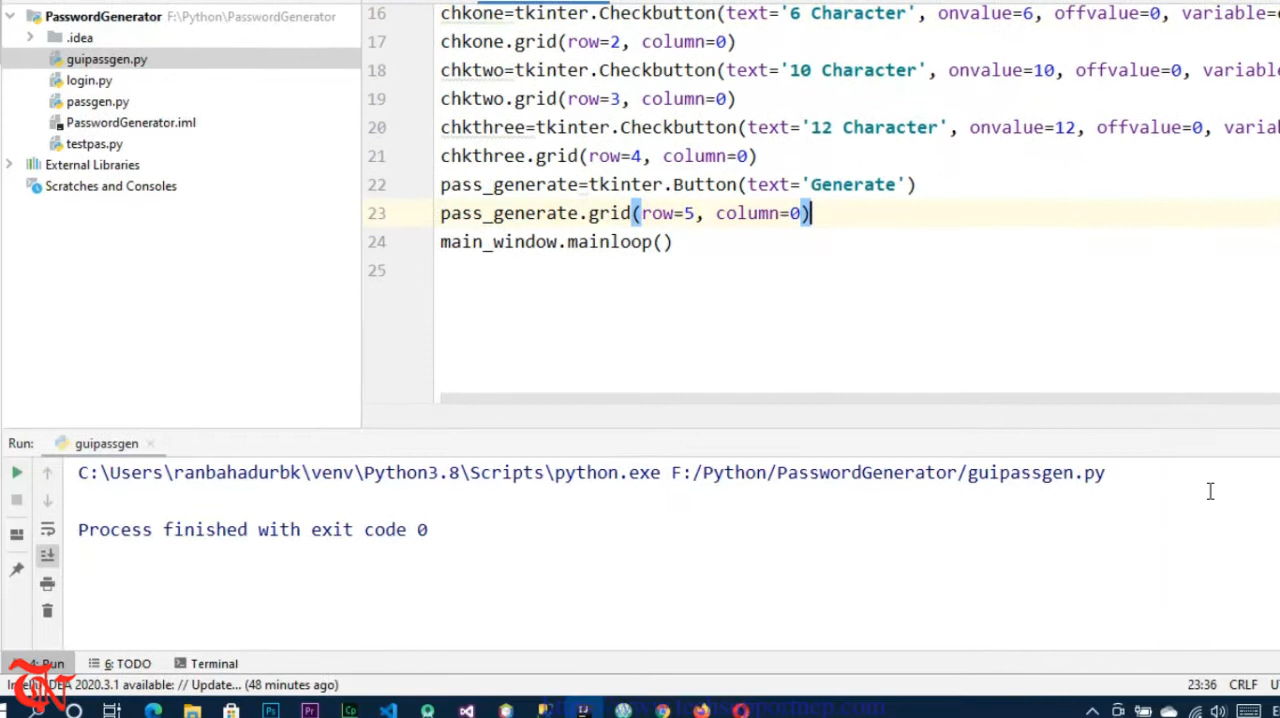 PasswordGenerator F:\Python\PasswordGenerator
.idea
guipassgen.py
login.py
passgen.py
PasswordGenerator.iml
testpas.py
External Libraries
Scratches and Consoles
16 chkone=tkinter.Checkbutton(text='6 Character', onvalue=6, offvalue=0, variable=
17 chkone.grid(row=2, column=0)
18 chktwo=tkinter.Checkbutton(text='10 Character', onvalue=10, offvalue=0, variabl
19 chktwo.grid(row=3, column=0)
20 chkthree=tkinter.Checkbutton(text='12 Character', onvalue=12, offvalue=0, varia
21 chkthree.grid(row=4, column=0)
22 pass_generate=tkinter.Button(text='Generate')
23 pass_generate.grid(row=5, column=0)
24 main_window.mainloop()
25
Run: guipassgen
C:\Users\ranbahadurbk\venv\Python3.8\Scripts\python.exe F:/Python/PasswordGenerator/guipassgen.py
Process finished with exit code 0
4: Run 6: TODO Terminal
IntelliJ IDEA 2020.3.1 available: // Update... (48 minutes ago) 23:36 CRLF